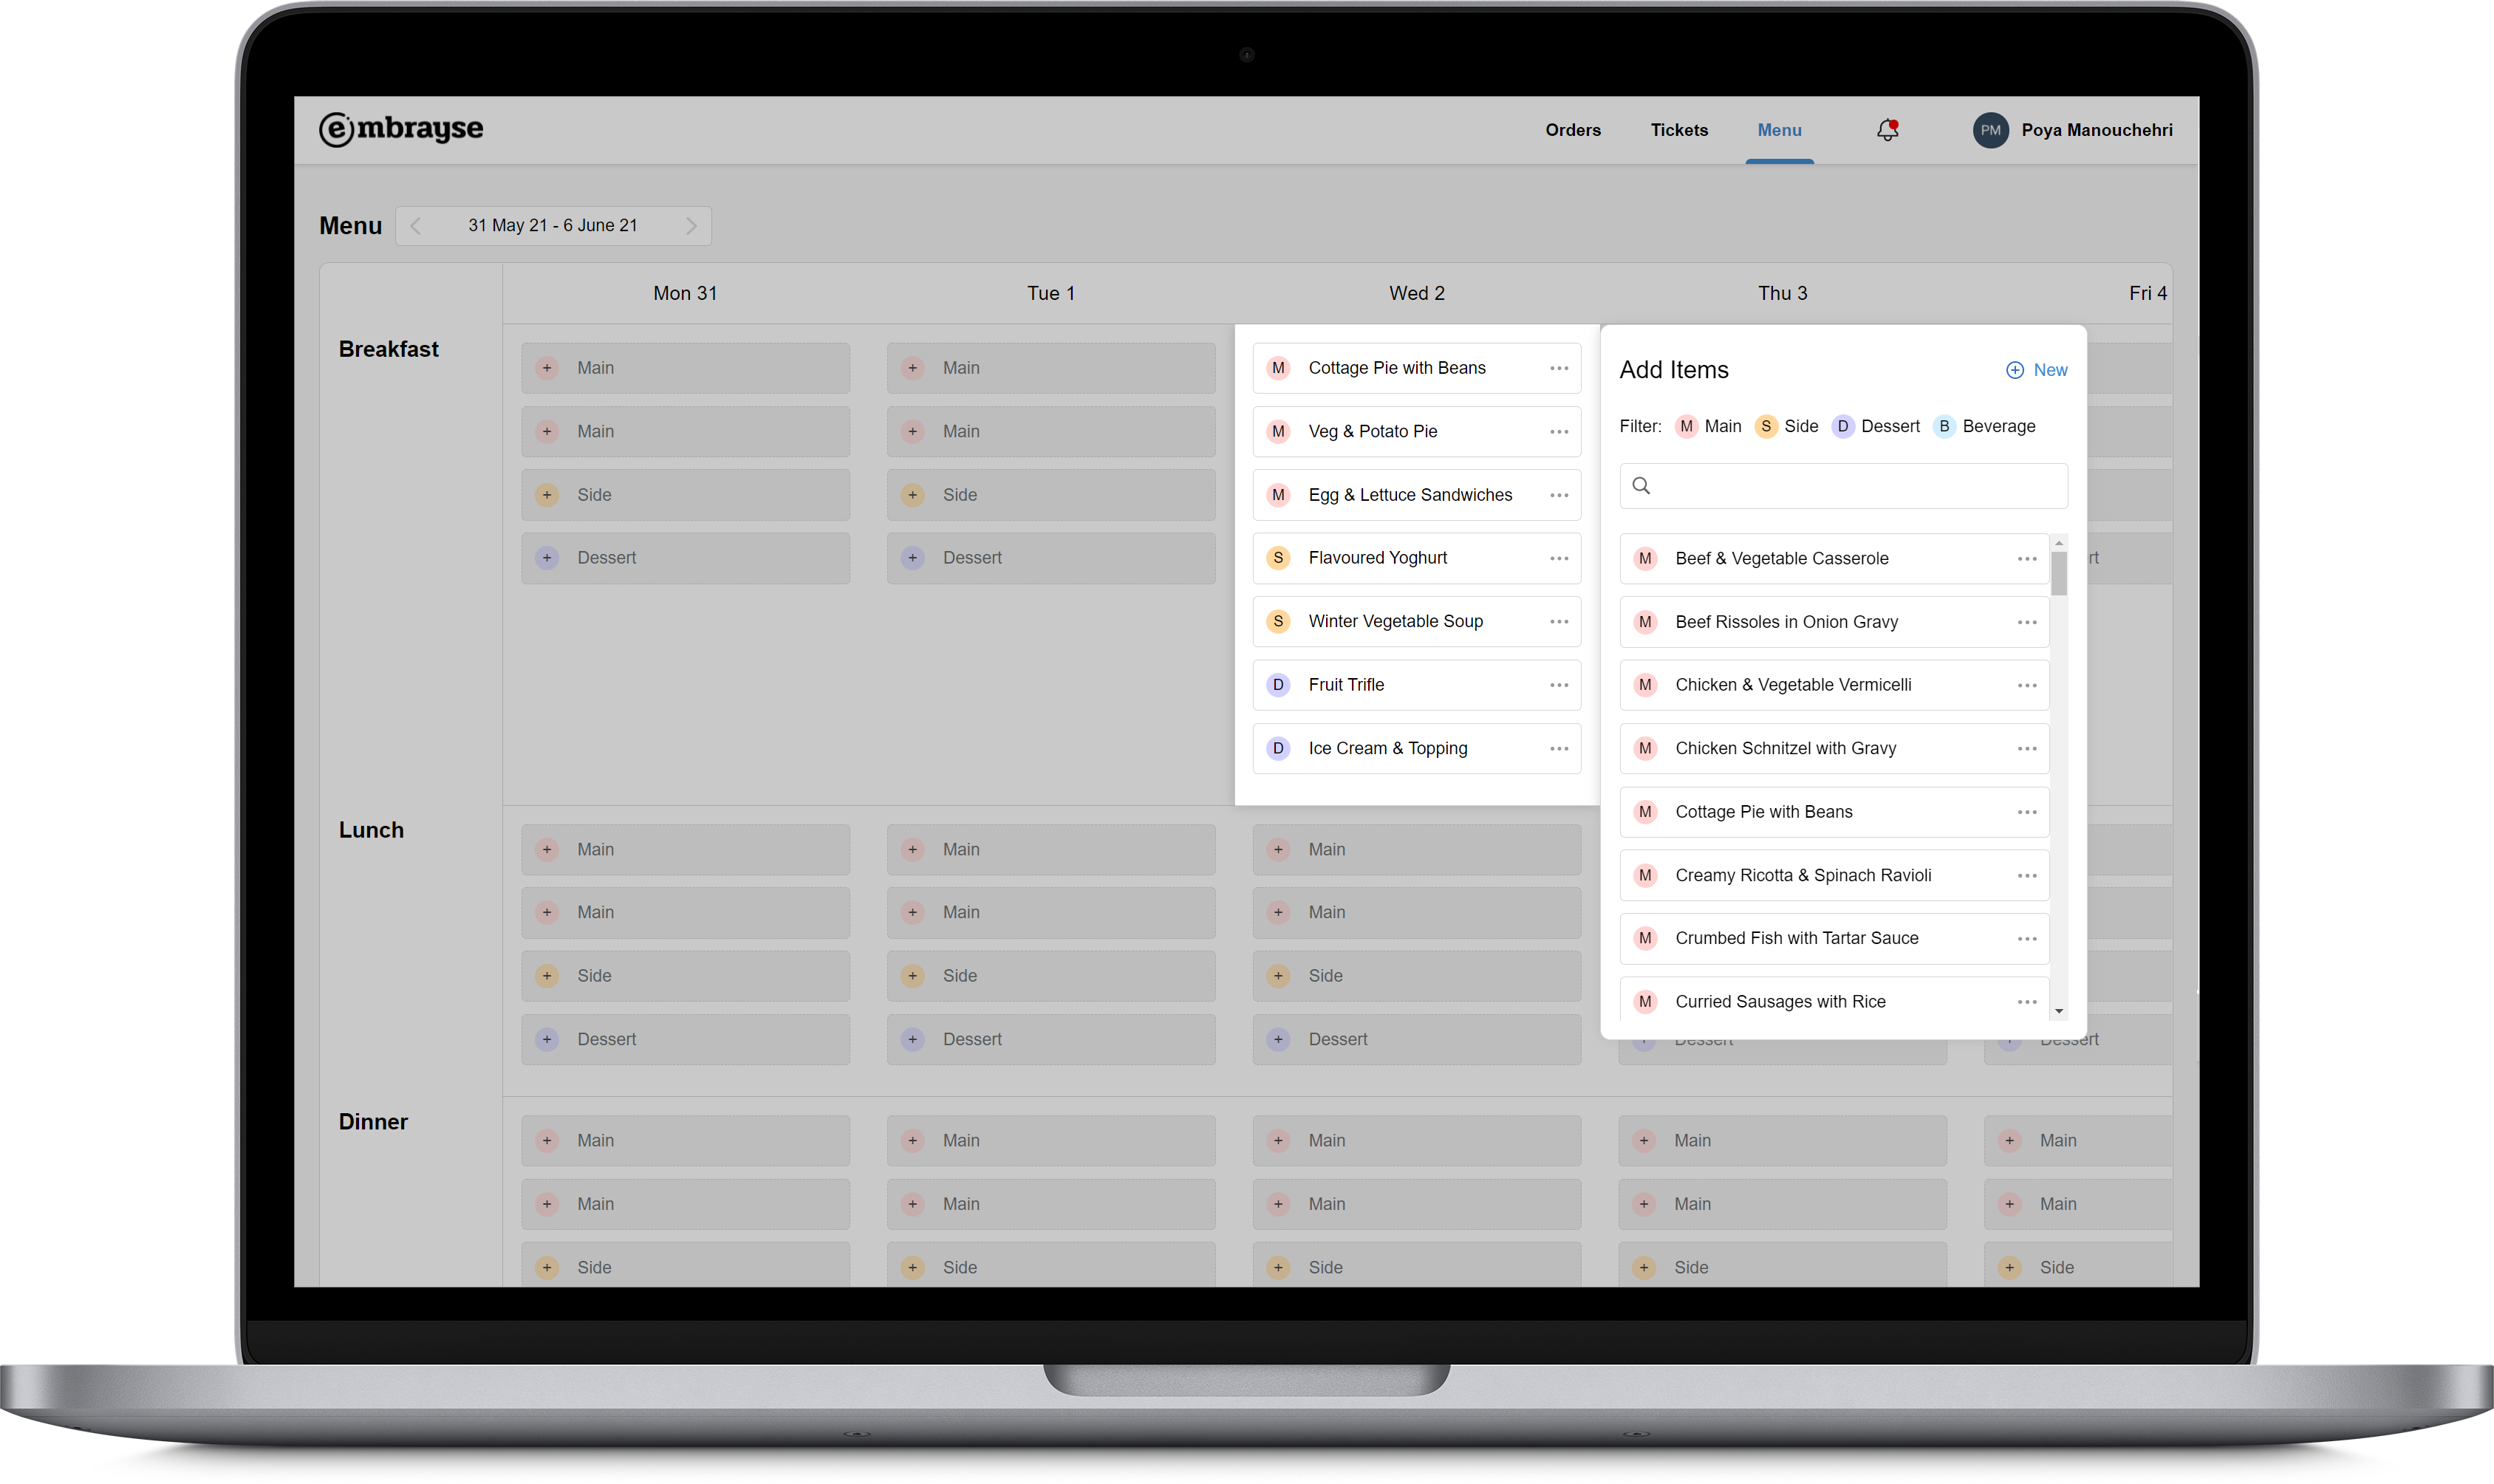 embrayse
Orders Tickets Menu PM Poya Manouchehri
Menu 31 May 21 - 6 June 21
Mon 31 Tue 1 Wed 2 Thu 3 Fri 4
Breakfast
+ Main + Main M Cottage Pie with Beans
+ Main + Main M Veg & Potato Pie
+ Side + Side M Egg & Lettuce Sandwiches
+ Dessert + Dessert S Flavoured Yoghurt
S Winter Vegetable Soup
D Fruit Trifle
D Ice Cream & Topping
Add Items + New
Filter: M Main S Side D Dessert B Beverage
M Beef & Vegetable Casserole
rt
M Beef Rissoles in Onion Gravy
M Chicken & Vegetable Vermicelli
M Chicken Schnitzel with Gravy
M Cottage Pie with Beans
M Creamy Ricotta & Spinach Ravioli
M Crumbed Fish with Tartar Sauce
M Curried Sausages with Rice
Lunch
+ Main + Main + Main
+ Main + Main + Main
+ Side + Side + Side
+ Dessert + Dessert + Dessert + Dessert + Dessert
Dinner
+ Main + Main + Main + Main + Main
+ Main + Main + Main + Main + Main
+ Side + Side + Side + Side + Side